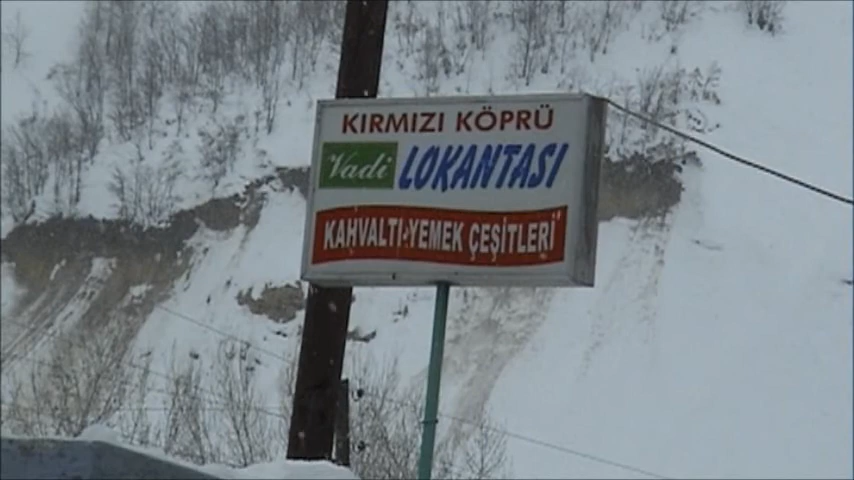 KIRMIZI KÖPRÜ
Vadi LOKANTASI
KAHVALTI-YEMEK ÇEŞİTLERİ